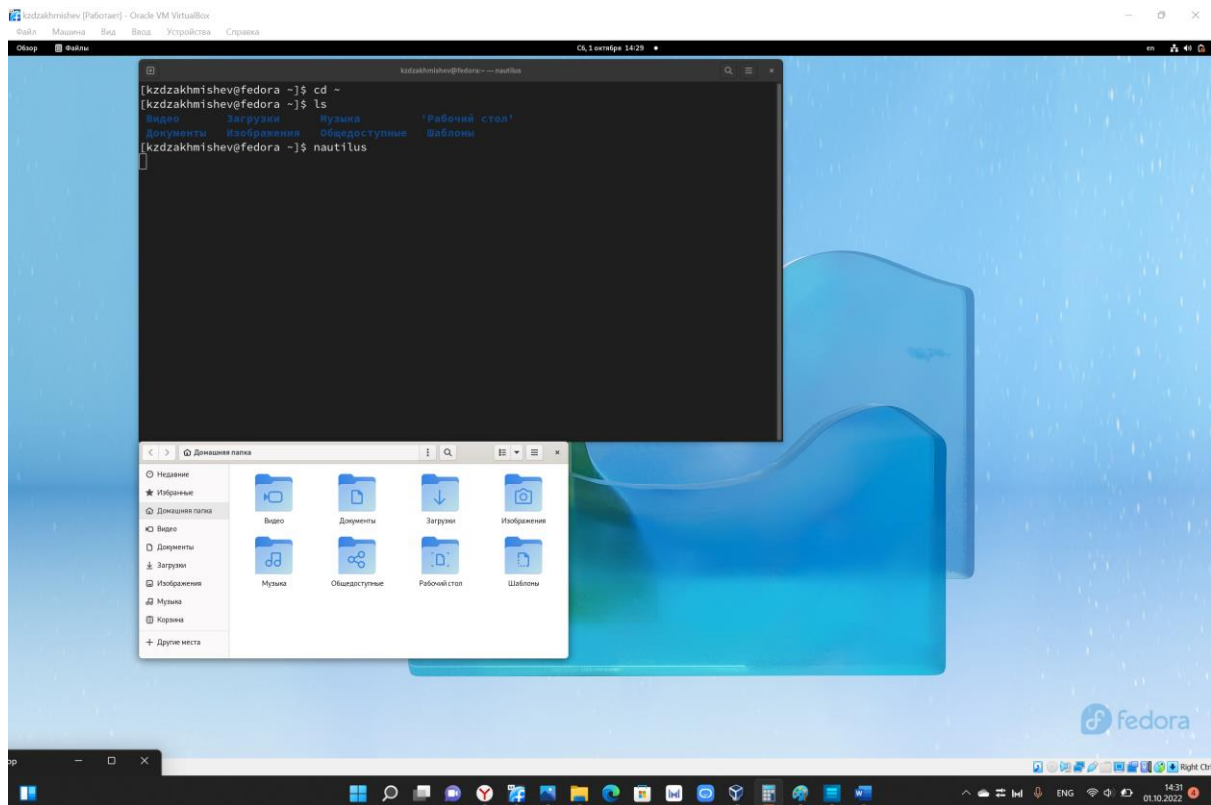 kzdzakhmishev [Работает] - Oracle VM VirtualBox
Файл Машина Вид Ввод Устройства Справка
Обзор Файлы Сб, 1 октября 14:29 en
kzdzakhmishev@fedora:~ — nautilus
[kzdzakhmishev@fedora ~]$ cd ~
[kzdzakhmishev@fedora ~]$ ls
Видео Загрузки Музыка 'Рабочий стол'
Документы Изображения Общедоступные Шаблоны
[kzdzakhmishev@fedora ~]$ nautilus
Домашняя папка
Недавние
Избранные
Домашняя папка
Видео
Документы
Загрузки
Изображения
Музыка
Корзина
Другие места
Видео Документы Загрузки Изображения
Музыка Общедоступные Рабочий стол Шаблоны
fedora
ор
Right Ctr
ENG 14:31
01.10.2022 4